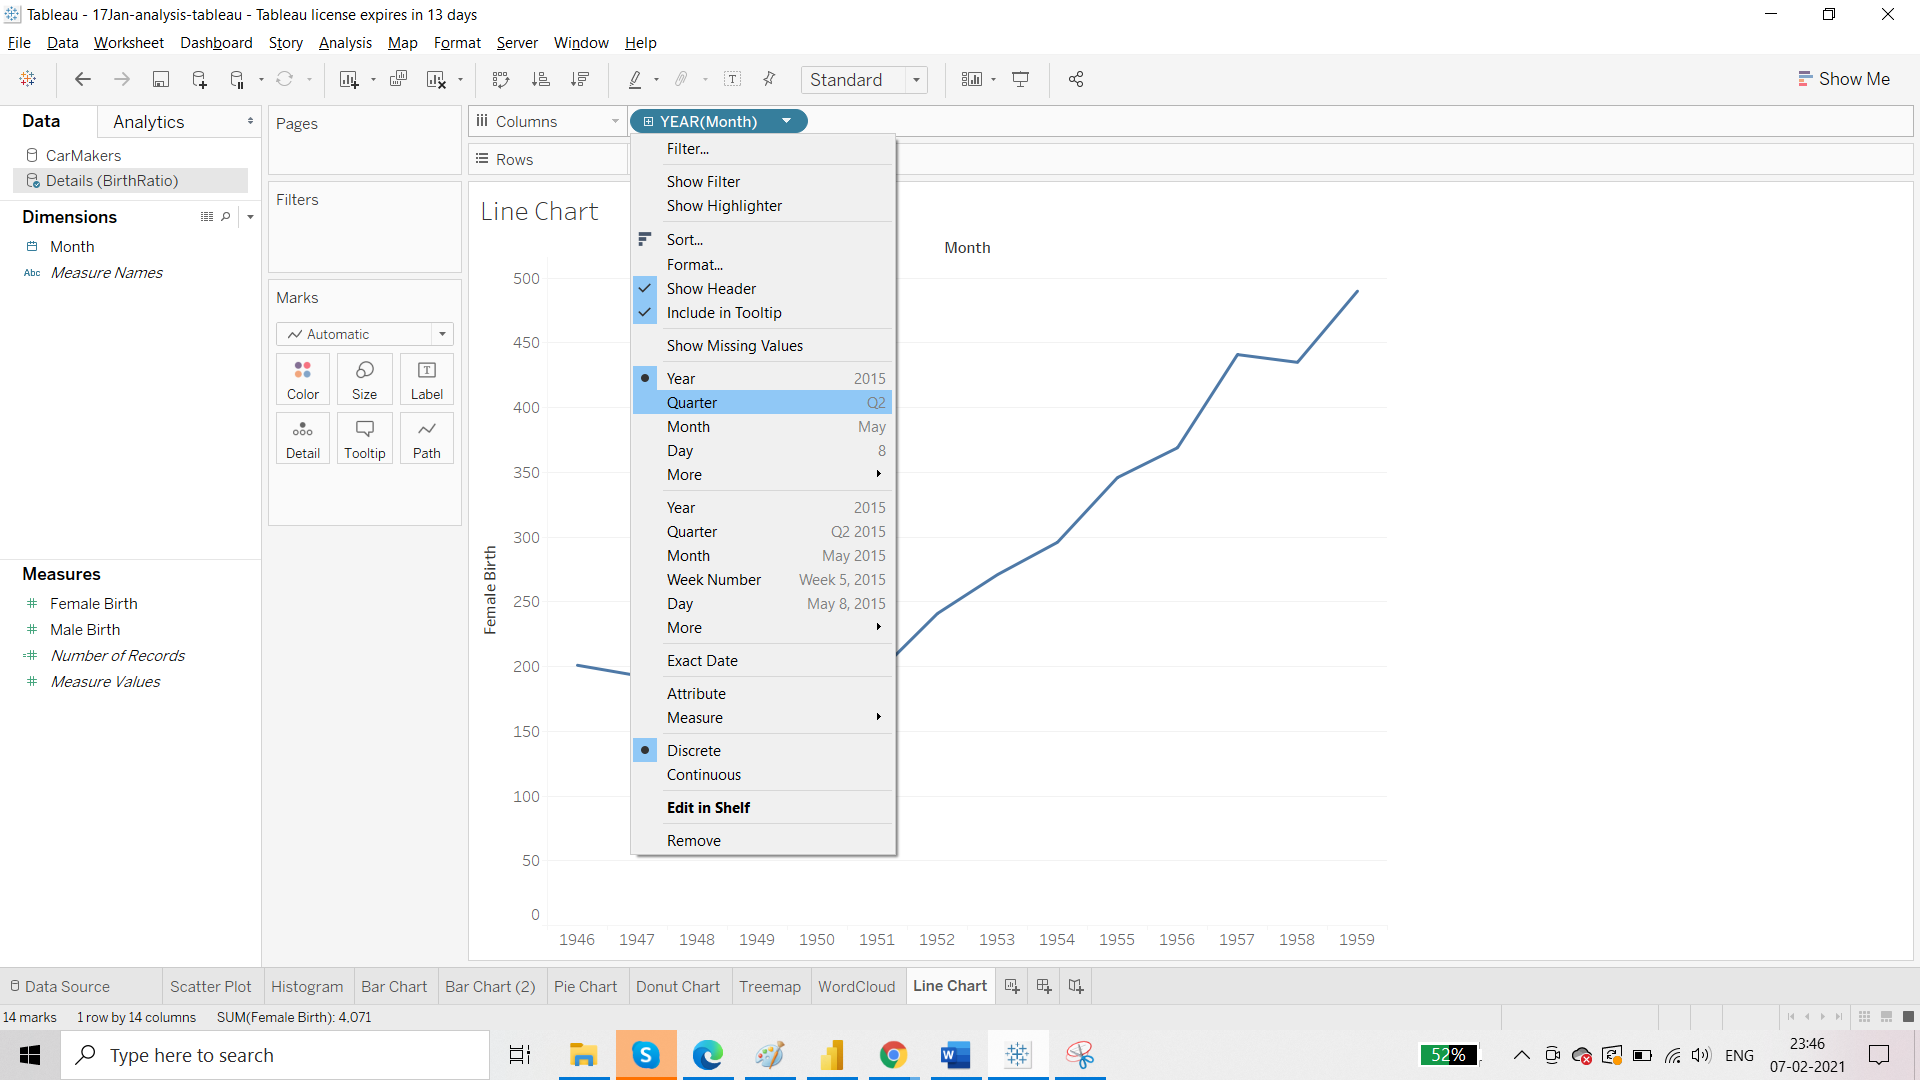 Tableau - 17Jan-analysis-tableau - Tableau license expires in 13 days
File Data Worksheet Dashboard Story Analysis Map Format Server Window Help
Standard
Show Me
Data
Analytics
CarMakers
Details (BirthRatio)
Dimensions
Month
Abc Measure Names
Measures
Female Birth
Male Birth
Number of Records
Measure Values
Pages
Filters
Marks
Automatic
Color Size Label
Detail Tooltip Path
Columns
YEAR(Month)
Rows
Line Chart
Month
Female Birth
500
450
400
350
300
250
200
150
100
50
0
1946 1947 1948 1949 1950 1951 1952 1953 1954 1955 1956 1957 1958 1959
Filter...
Show Filter
Show Highlighter
Sort...
Format...
Show Header
Include in Tooltip
Show Missing Values
Year 2015
Quarter Q2
Month May
Day 8
More
Year 2015
Quarter Q2 2015
Month May 2015
Week Number Week 5, 2015
Day May 8, 2015
More
Exact Date
Attribute
Measure
Discrete
Continuous
Edit in Shelf
Remove
Data Source Scatter Plot Histogram Bar Chart Bar Chart (2) Pie Chart Donut Chart Treemap WordCloud Line Chart
14 marks 1 row by 14 columns SUM(Female Birth): 4,071
Type here to search
52%
ENG
23:46
07-02-2021